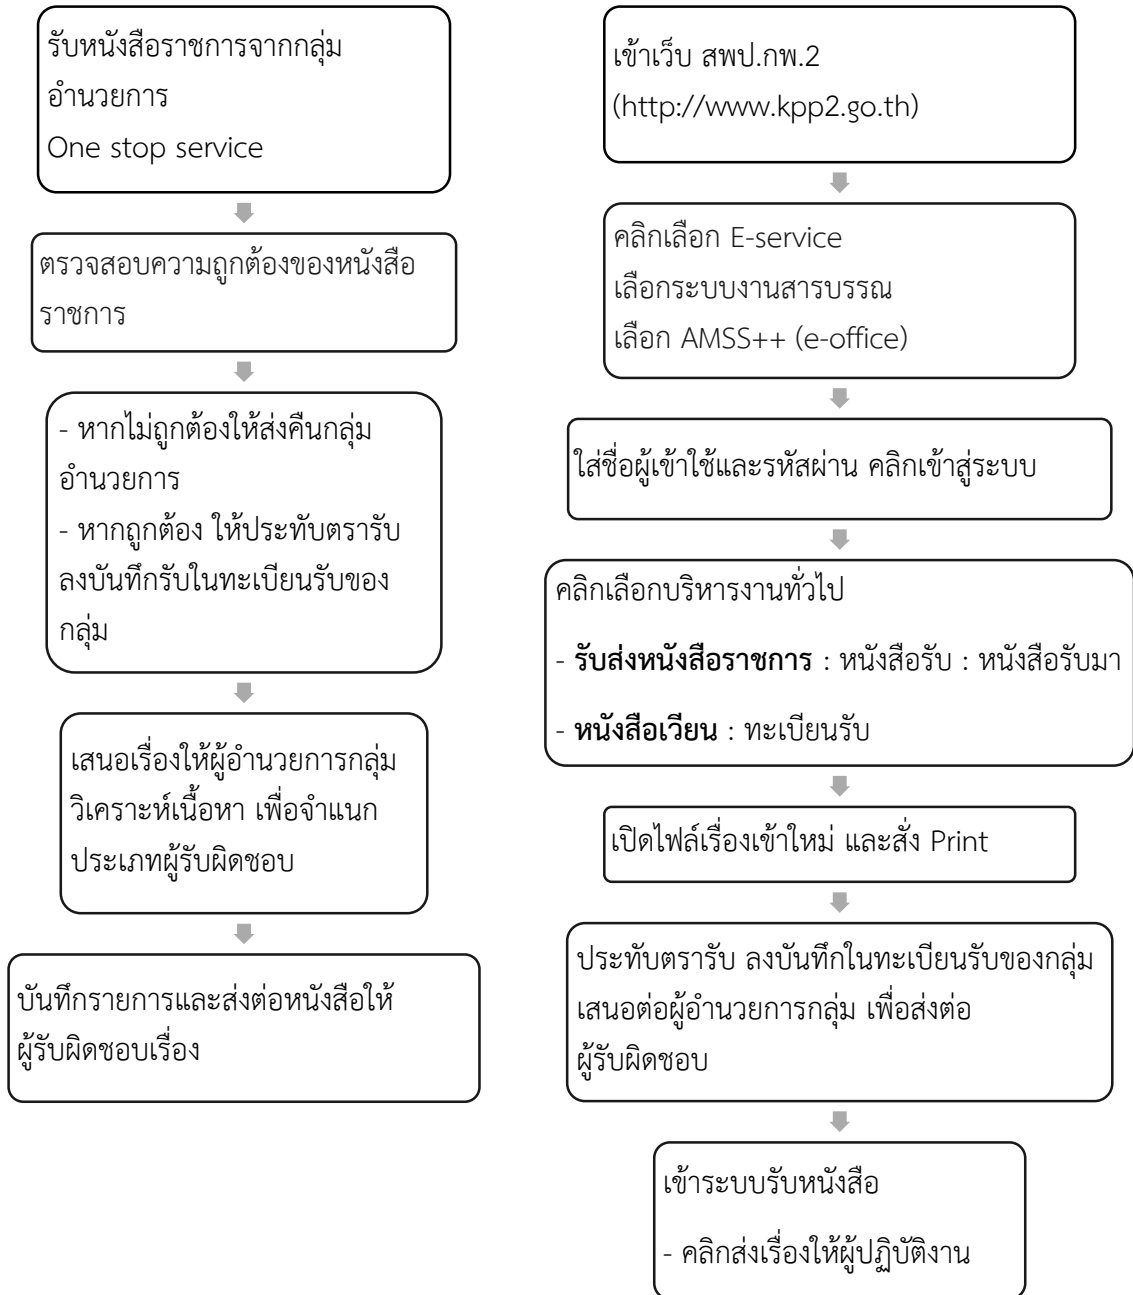 รับหนังสือราชการจากกลุ่ม
อำนวยการ
One stop service
ตรวจสอบความถูกต้องของหนังสือ
ราชการ
- หากไม่ถูกต้องให้ส่งคืนกลุ่ม
อำนวยการ
- หากถูกต้อง ให้ประทับตรารับ
ลงบันทึกรับในทะเบียนรับของ
กลุ่ม
เสนอเรื่องให้ผู้อำนวยการกลุ่ม
วิเคราะห์เนื้อหา เพื่อจำแนก
ประเภทผู้รับผิดชอบ
บันทึกรายการและส่งต่อหนังสือให้
ผู้รับผิดชอบเรื่อง
เข้าเว็บ สพป.กพ.2
(http://www.kpp2.go.th)
คลิกเลือก E-service
เลือกระบบงานสารบรรณ
เลือก AMSS++ (e-office)
ใส่ชื่อผู้เข้าใช้และรหัสผ่าน คลิกเข้าสู่ระบบ
คลิกเลือกบริหารงานทั่วไป
- รับส่งหนังสือราชการ : หนังสือรับ : หนังสือรับมา
- หนังสือเวียน : ทะเบียนรับ
เปิดไฟล์เรื่องเข้าใหม่ และสั่ง Print
ประทับตรารับ ลงบันทึกในทะเบียนรับของกลุ่ม
เสนอต่อผู้อำนวยการกลุ่ม เพื่อส่งต่อ
ผู้รับผิดชอบ
เข้าระบบรับหนังสือ
- คลิกส่งเรื่องให้ผู้ปฏิบัติงาน